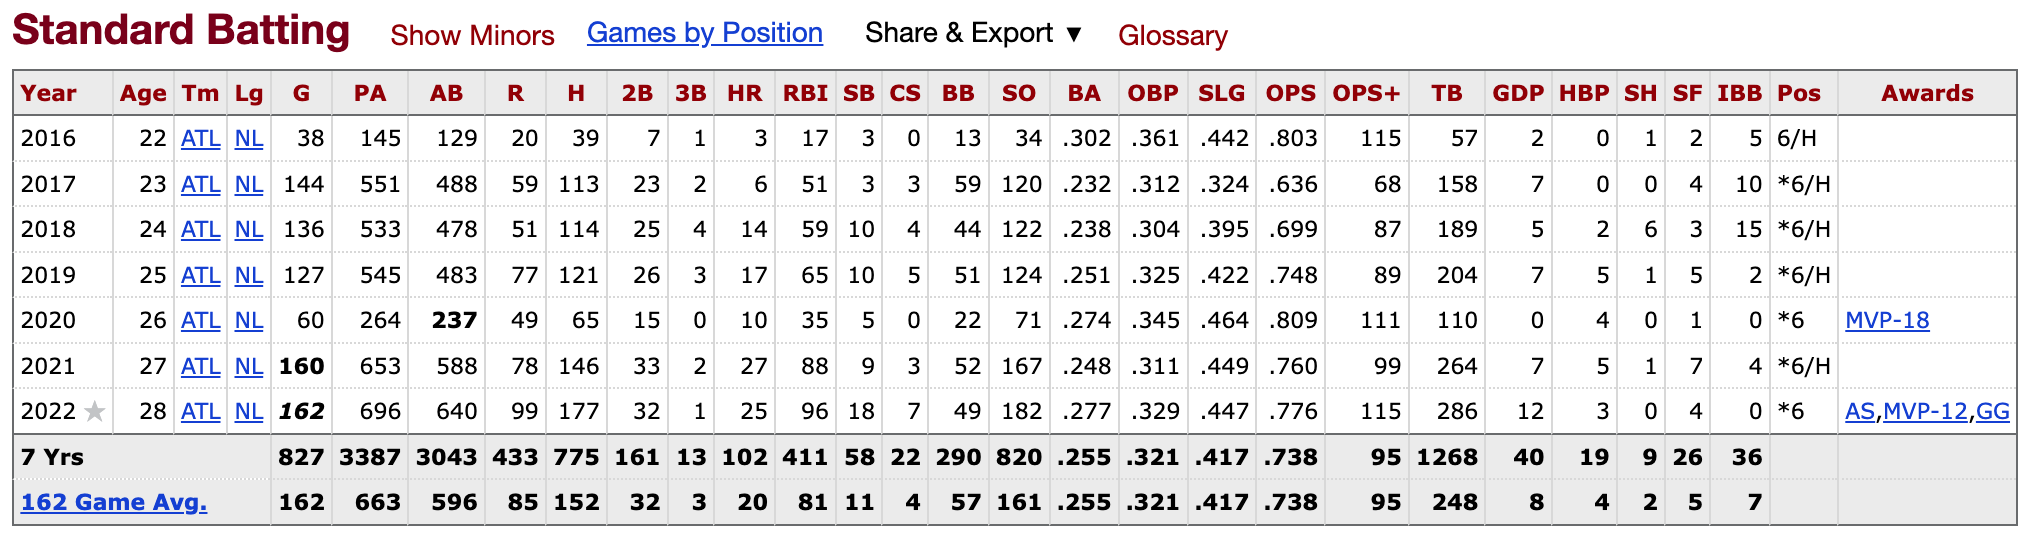 Standard Batting Show Minors Games by Position Share & Export ▼ Glossary
Year Age Tm Lg G PA AB R H 2B 3B HR RBI SB CS BB SO BA OBP SLG OPS OPS+ TB GDP HBP SH SF IBB Pos Awards
2016 22 ATL NL 38 145 129 20 39 7 1 3 17 3 0 13 34 .302 .361 .442 .803 115 57 2 0 1 2 5 6/H
2017 23 ATL NL 144 551 488 59 113 23 2 6 51 3 3 59 120 .232 .312 .324 .636 68 158 7 0 0 4 10 *6/H
2018 24 ATL NL 136 533 478 51 114 25 4 14 59 10 4 44 122 .238 .304 .395 .699 87 189 5 2 6 3 15 *6/H
2019 25 ATL NL 127 545 483 77 121 26 3 17 65 10 5 51 124 .251 .325 .422 .748 89 204 7 5 1 5 2 *6/H
2020 26 ATL NL 60 264 237 49 65 15 0 10 35 5 0 22 71 .274 .345 .464 .809 111 110 0 4 0 1 0 *6 MVP-18
2021 27 ATL NL 160 653 588 78 146 33 2 27 88 9 3 52 167 .248 .311 .449 .760 99 264 7 5 1 7 4 *6/H
2022 ★ 28 ATL NL 162 696 640 99 177 32 1 25 96 18 7 49 182 .277 .329 .447 .776 115 286 12 3 0 4 0 *6 AS,MVP-12,GG
7 Yrs 827 3387 3043 433 775 161 13 102 411 58 22 290 820 .255 .321 .417 .738 95 1268 40 19 9 26 36
162 Game Avg. 162 663 596 85 152 32 3 20 81 11 4 57 161 .255 .321 .417 .738 95 248 8 4 2 5 7